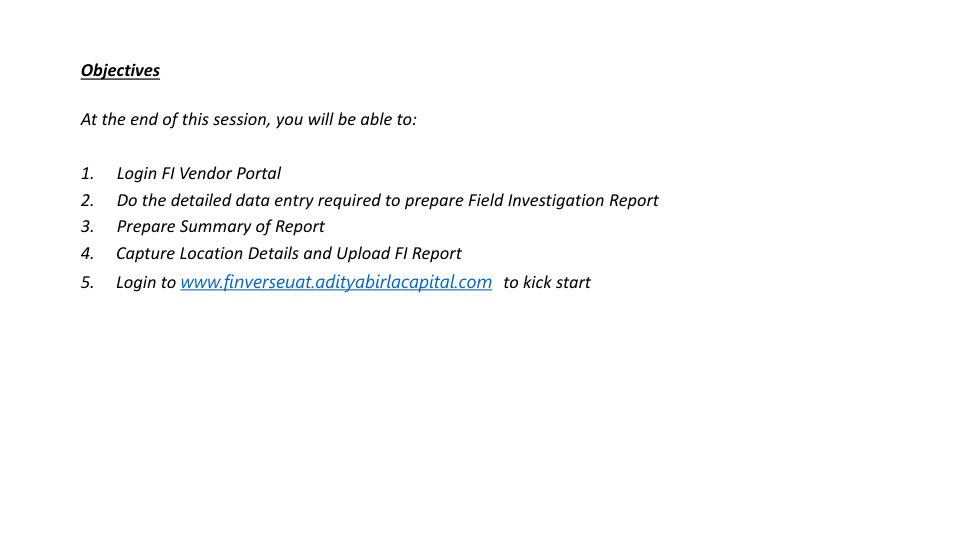 Objectives
At the end of this session, you will be able to:
1. Login FI Vendor Portal
2. Do the detailed data entry required to prepare Field Investigation Report
3. Prepare Summary of Report
4. Capture Location Details and Upload FI Report
5. Login to www.finverseuat.adityabirlacapital.com to kick start